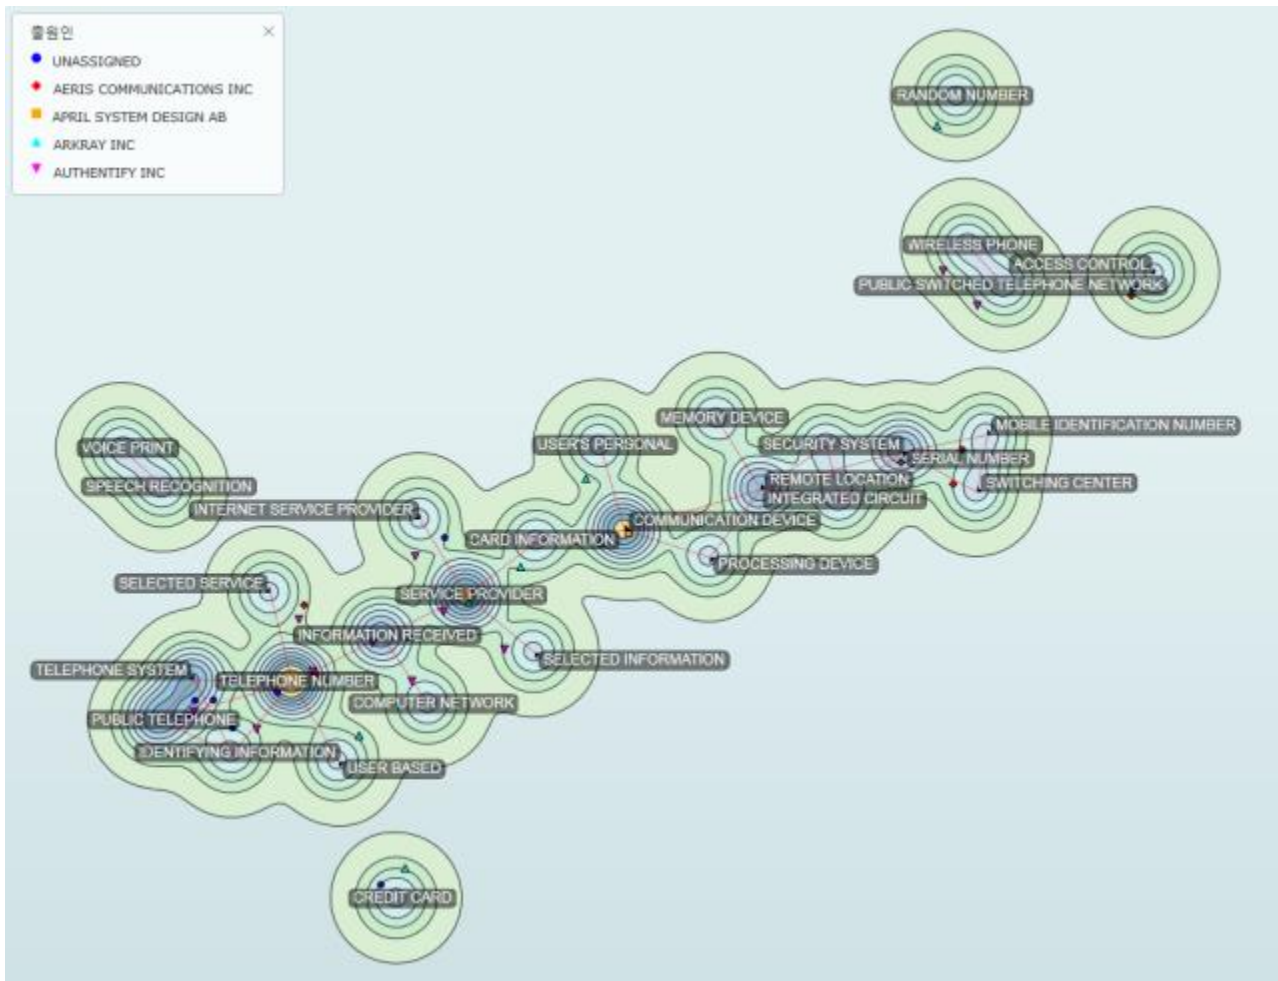 출원인
UNASSIGNED
AERIS COMMUNICATIONS INC
APRIL SYSTEM DESIGN AB
ARKRAY INC
AUTHENTIFY INC
RANDOM NUMBER
WIRELESS PHONE
ACCESS CONTROL
PUBLIC SWITCHED TELEPHONE NETWORK
MEMORY DEVICE
MOBILE IDENTIFICATION NUMBER
USER'S PERSONAL
SECURITY SYSTEM
VOICE PRINT
SERIAL NUMBER
REMOTE LOCATION
SWITCHING CENTER
SPEECH RECOGNITION
INTEGRATED CIRCUIT
INTERNET SERVICE PROVIDER
COMMUNICATION DEVICE
CARD INFORMATION
PROCESSING DEVICE
SELECTED SERVICE
SERVICE PROVIDER
INFORMATION RECEIVED
SELECTED INFORMATION
TELEPHONE SYSTEM
TELEPHONE NUMBER
COMPUTER NETWORK
PUBLIC TELEPHONE
IDENTIFYING INFORMATION
USER BASED
CREDIT CARD